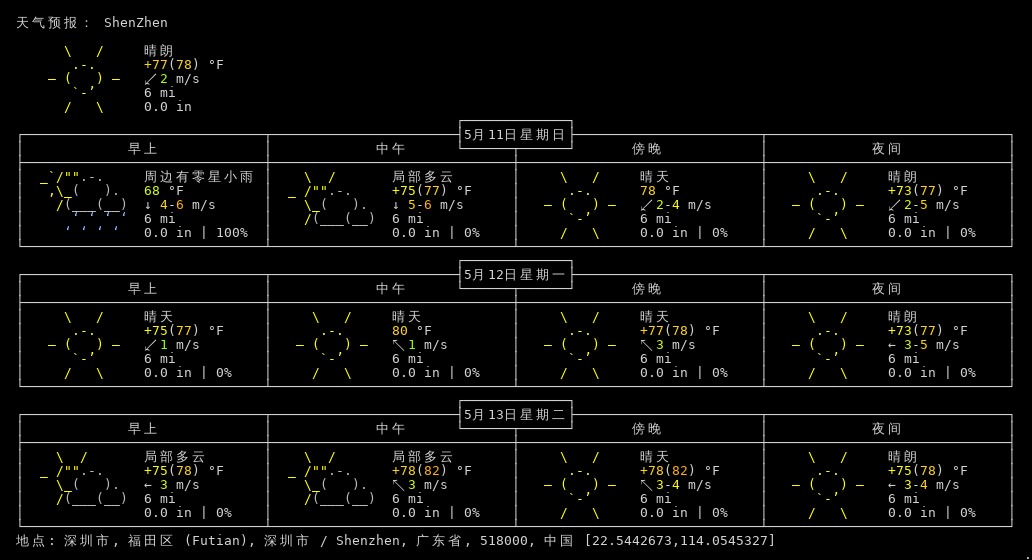 天气预报： ShenZhen
晴朗
+77(78) °F
↙2 m/s
6 mi
0.0 in
5月11日星期日
早上 中午 傍晚 夜间
周边有零星小雨 局部多云 晴天 晴朗
68 °F +75(77) °F 78 °F +73(77) °F
↓ 4-6 m/s ↓ 5-6 m/s ↙2-4 m/s ↙2-5 m/s
6 mi 6 mi 6 mi 6 mi
0.0 in | 100% 0.0 in | 0% 0.0 in | 0% 0.0 in | 0%
5月12日星期一
早上 中午 傍晚 夜间
晴天 晴天 晴天 晴朗
+75(77) °F 80 °F +77(78) °F +73(77) °F
↙1 m/s ↖1 m/s ↖3 m/s ← 3-5 m/s
6 mi 6 mi 6 mi 6 mi
0.0 in | 0% 0.0 in | 0% 0.0 in | 0% 0.0 in | 0%
5月13日星期二
早上 中午 傍晚 夜间
局部多云 局部多云 晴天 晴朗
+75(78) °F +78(82) °F +78(82) °F +75(78) °F
← 3 m/s ↖3 m/s ↖3-4 m/s ← 3-4 m/s
6 mi 6 mi 6 mi 6 mi
0.0 in | 0% 0.0 in | 0% 0.0 in | 0% 0.0 in | 0%
地点: 深圳市, 福田区 (Futian), 深圳市 / Shenzhen, 广东省, 518000, 中国 [22.5442673,114.0545327]